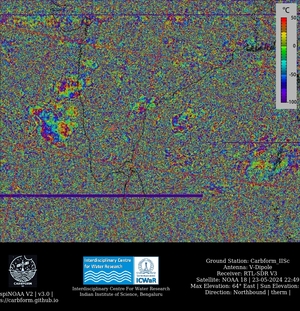 °C
50
0
-100
Ground Station: Carbform_IISc
Antenna: V-Dipole
Receiver: RTL-SDR V3
Satellite: NOAA 18 | 23-05-2024 22:49
Max Elevation: 64° East | Sun Elevation:
Direction: Northbound | therm |
Interdisciplinary Centre
for Water Research
ICWaR
CARBFORM
Interdisciplinary Centre For Water Research
Indian Institute of Science, Bengaluru
spiNOAA V2 | v3.0 |
s://carbform.github.io